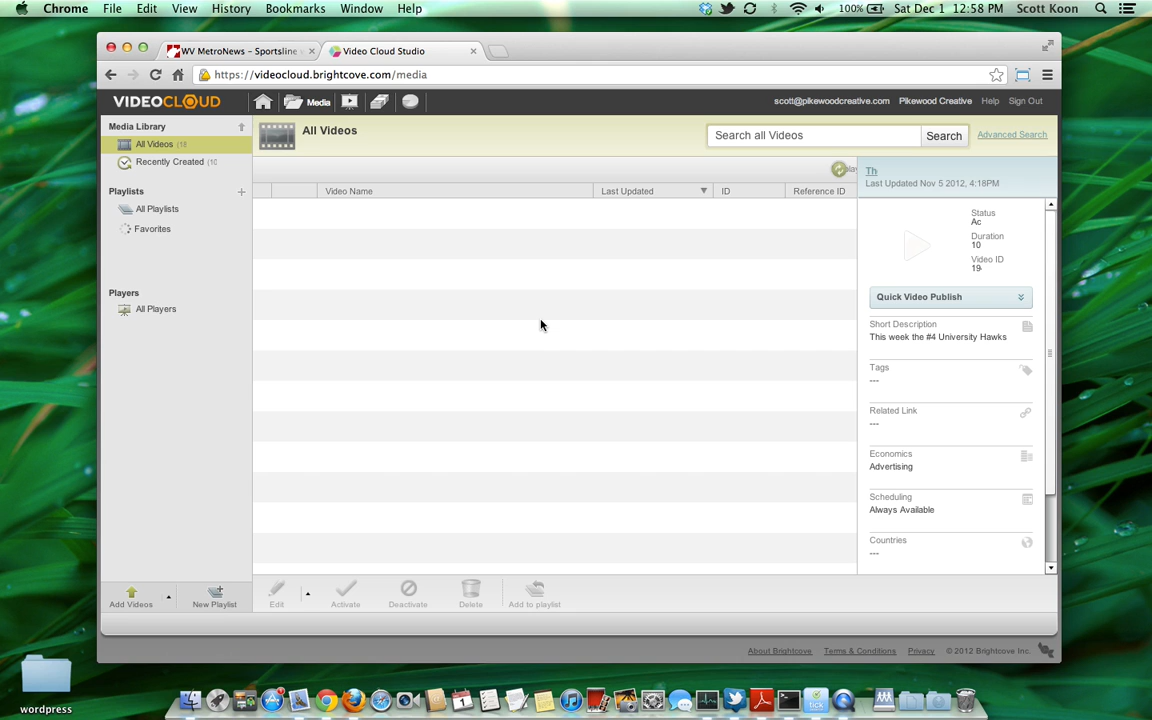 Chrome File Edit View History Bookmarks Window Help 100% Sat Dec 1 12:58 PM Scott Koon
WV MetroNews – Sportsline Video Cloud Studio
https://videocloud.brightcove.com/media
VIDEOCLOUD Media scott@pikewoodcreative.com Pikewood Creative Help Sign Out
Media Library
All Videos (18
Recently Created (10
Playlists
All Playlists
Favorites
Players
All Players
All Videos
Search all Videos Search Advanced Search
Video Name Last Updated ID Reference ID
Th
Last Updated Nov 5 2012, 4:18PM
Status
Ac
Duration
10
Video ID
19
Quick Video Publish
Short Description
This week the #4 University Hawks
Tags
---
Related Link
---
Economics
Advertising
Scheduling
Always Available
Countries
---
Add Videos New Playlist Edit Activate Deactivate Delete Add to playlist
About Brightcove Terms & Conditions Privacy © 2012 Brightcove Inc.
wordpress
tick